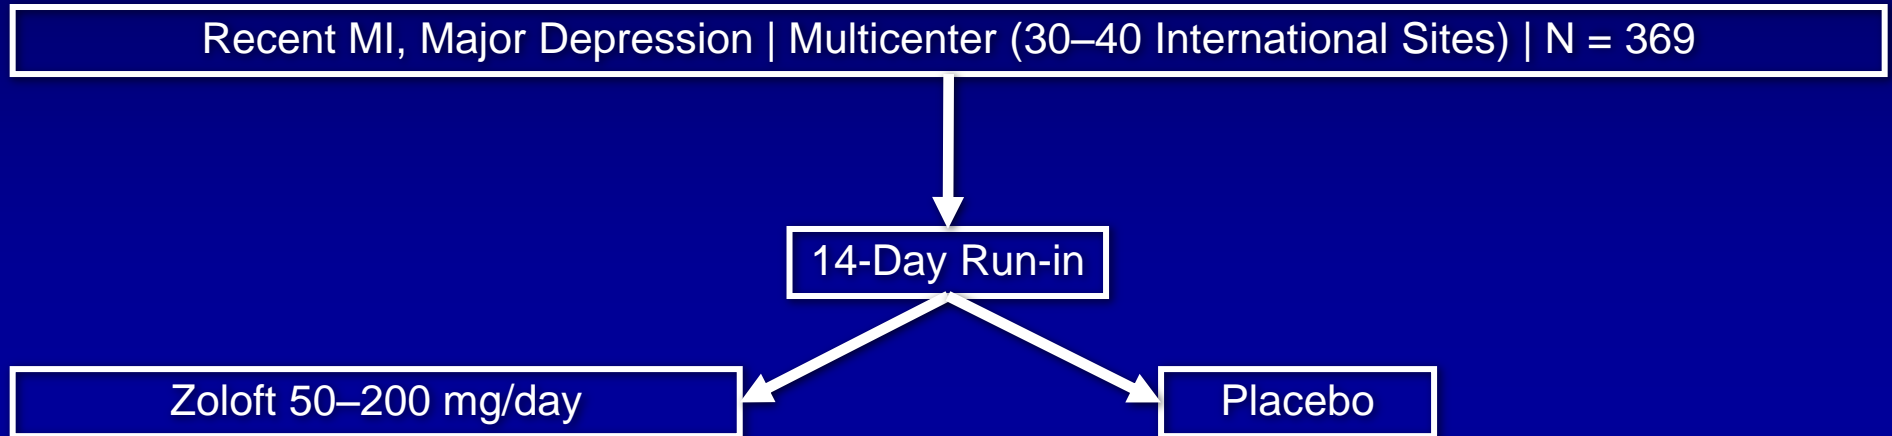 Recent MI, Major Depression | Multicenter (30–40 International Sites) | N = 369
14-Day Run-in
Zoloft 50–200 mg/day
Placebo